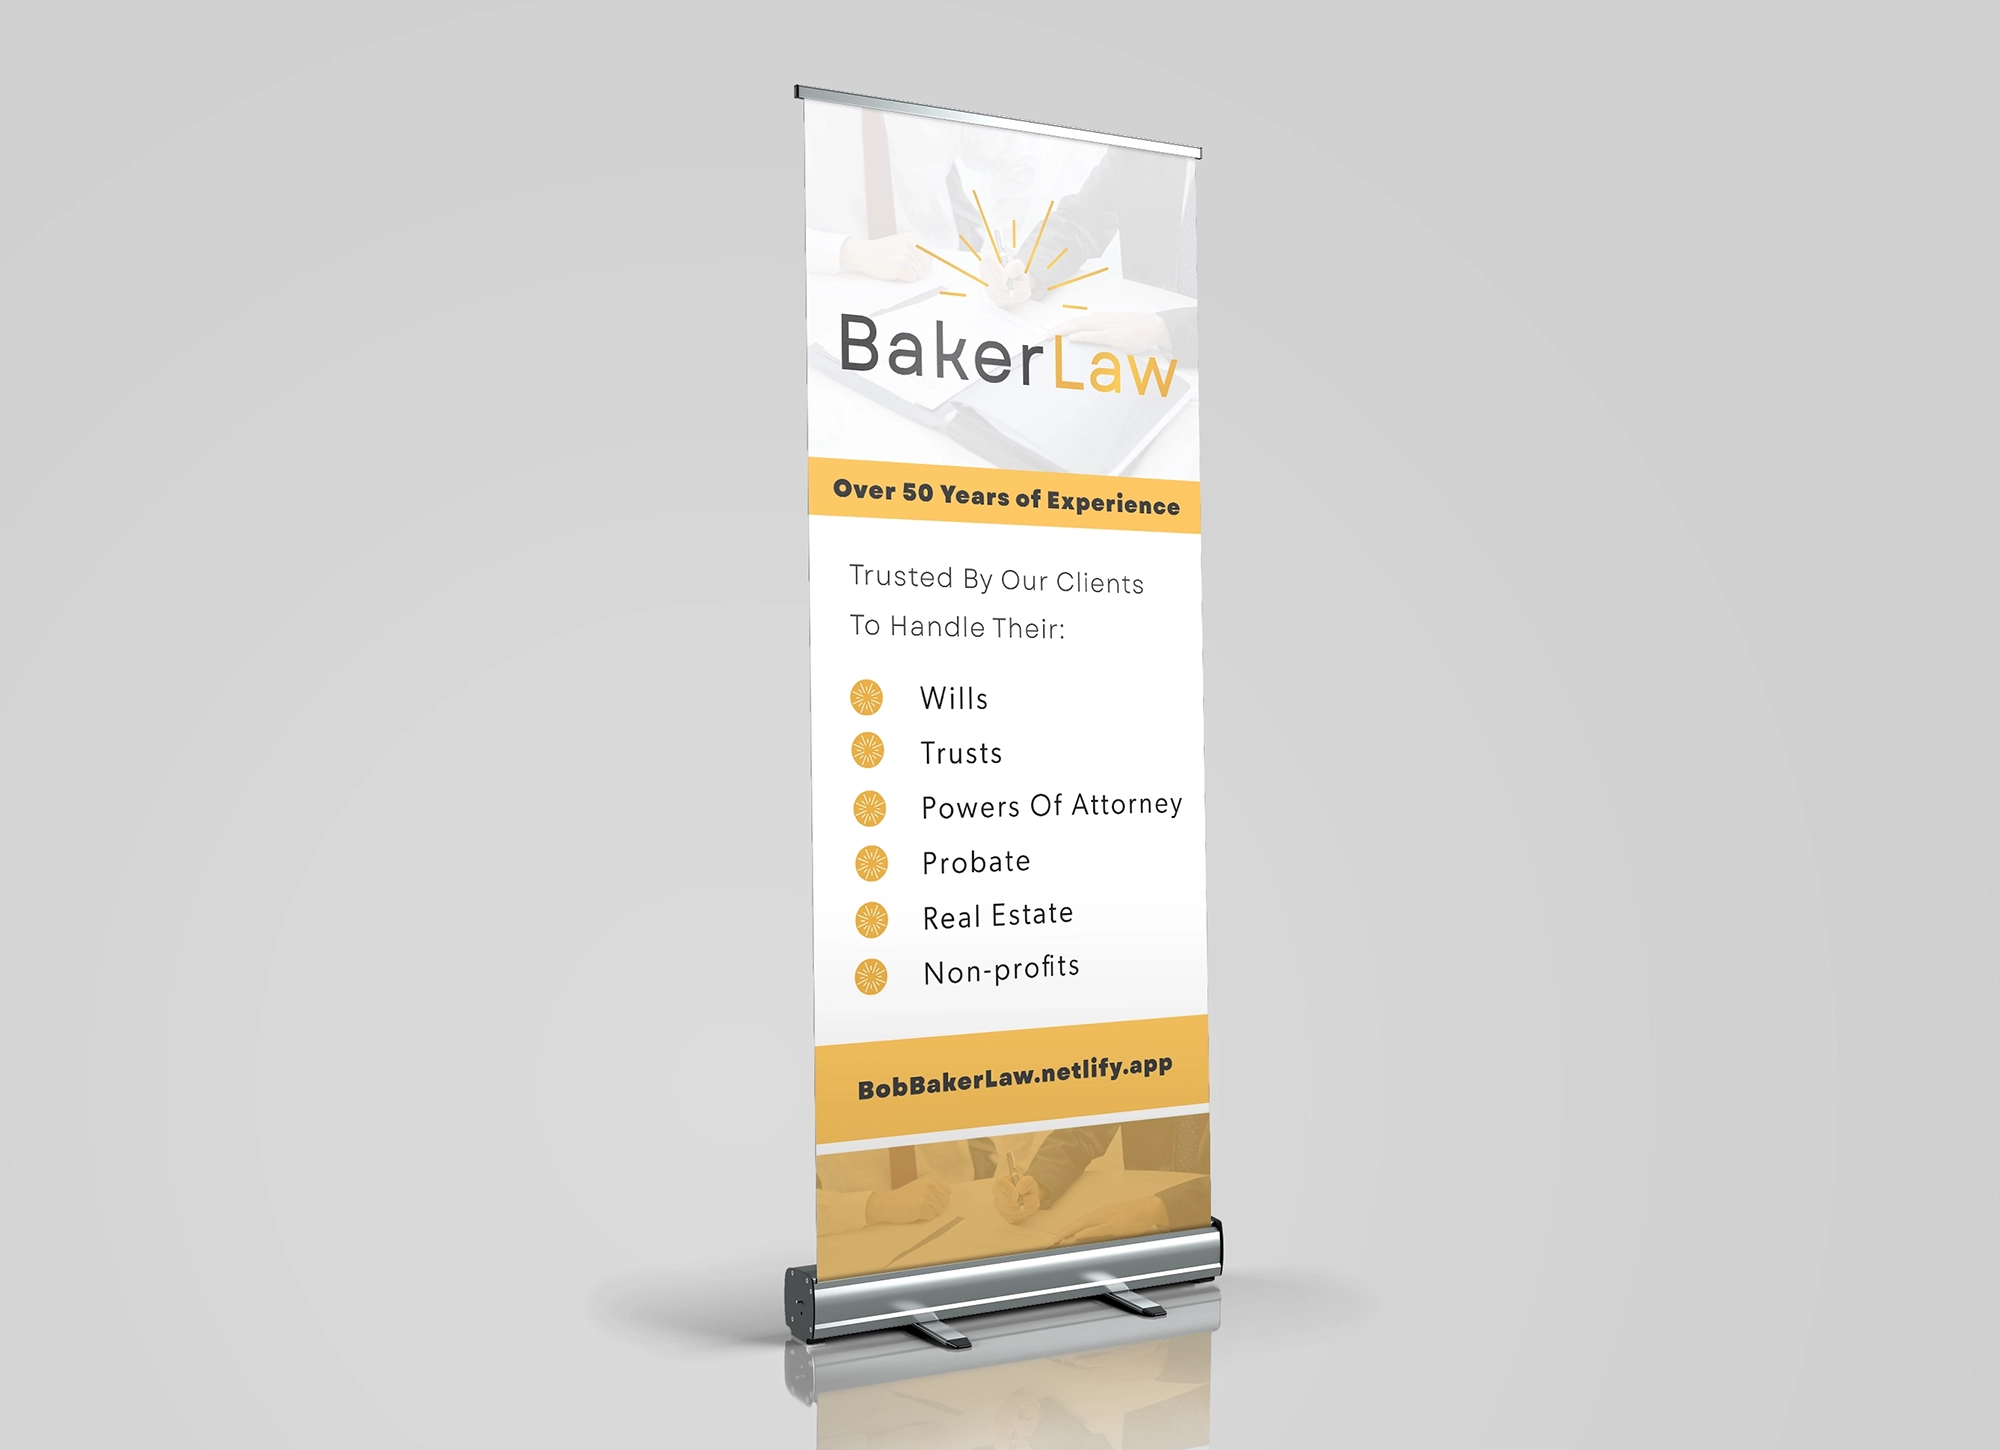 BakerLaw
Over 50 Years of Experience
Trusted By Our Clients
To Handle Their:
Wills
Trusts
Powers Of Attorney
Probate
Real Estate
Non-profits
BobBakerLaw.netlify.app